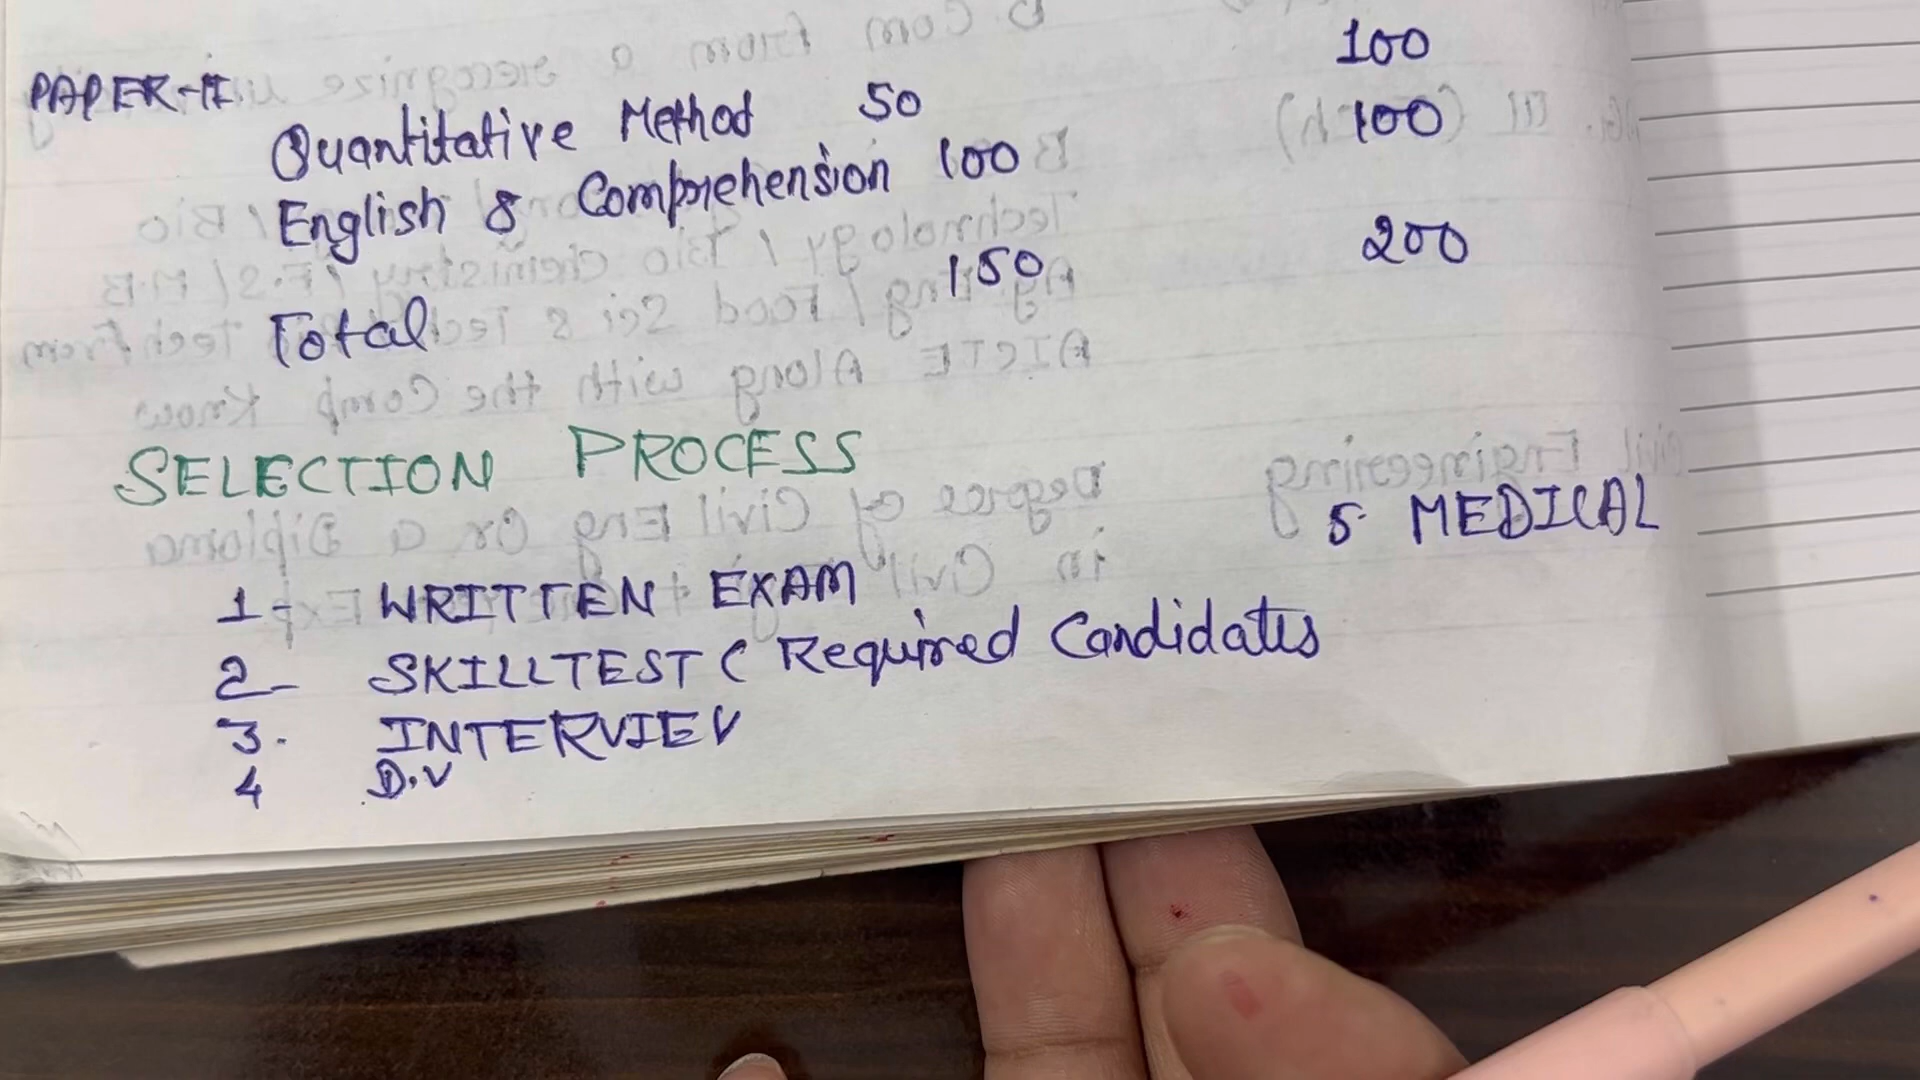 PAPER-II
Quantitative Method 50 100
English & Comprehension 100 100
Total 150 200
SELECTION PROCESS
1- WRITTEN EXAM
2- SKILLTEST ( Required Candidates
3. INTERVIEV
4 D.V
5. MEDICAL